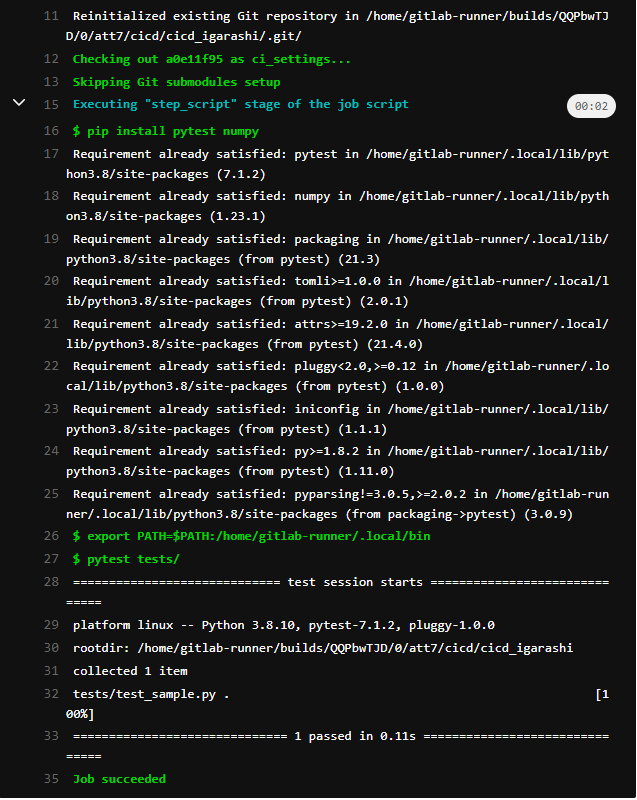 11 Reinitialized existing Git repository in /home/gitlab-runner/builds/QQPbwTJ
D/0/att7/cicd/cicd_igarashi/.git/
12 Checking out a0e11f95 as ci_settings...
13 Skipping Git submodules setup
15 Executing "step_script" stage of the job script 00:02
16 $ pip install pytest numpy
17 Requirement already satisfied: pytest in /home/gitlab-runner/.local/lib/pyt
hon3.8/site-packages (7.1.2)
18 Requirement already satisfied: numpy in /home/gitlab-runner/.local/lib/pyth
on3.8/site-packages (1.23.1)
19 Requirement already satisfied: packaging in /home/gitlab-runner/.local/lib/
python3.8/site-packages (from pytest) (21.3)
20 Requirement already satisfied: tomli>=1.0.0 in /home/gitlab-runner/.local/l
ib/python3.8/site-packages (from pytest) (2.0.1)
21 Requirement already satisfied: attrs>=19.2.0 in /home/gitlab-runner/.local/
lib/python3.8/site-packages (from pytest) (21.4.0)
22 Requirement already satisfied: pluggy<2.0,>=0.12 in /home/gitlab-runner/.lo
cal/lib/python3.8/site-packages (from pytest) (1.0.0)
23 Requirement already satisfied: iniconfig in /home/gitlab-runner/.local/lib/
python3.8/site-packages (from pytest) (1.1.1)
24 Requirement already satisfied: py>=1.8.2 in /home/gitlab-runner/.local/lib/
python3.8/site-packages (from pytest) (1.11.0)
25 Requirement already satisfied: pyparsing!=3.0.5,>=2.0.2 in /home/gitlab-run
ner/.local/lib/python3.8/site-packages (from packaging->pytest) (3.0.9)
26 $ export PATH=$PATH:/home/gitlab-runner/.local/bin
27 $ pytest tests/
28 ============================= test session starts =========================
=====
29 platform linux -- Python 3.8.10, pytest-7.1.2, pluggy-1.0.0
30 rootdir: /home/gitlab-runner/builds/QQPbwTJD/0/att7/cicd/cicd_igarashi
31 collected 1 item
32 tests/test_sample.py . [1
00%]
33 ============================== 1 passed in 0.11s ==========================
=====
35 Job succeeded